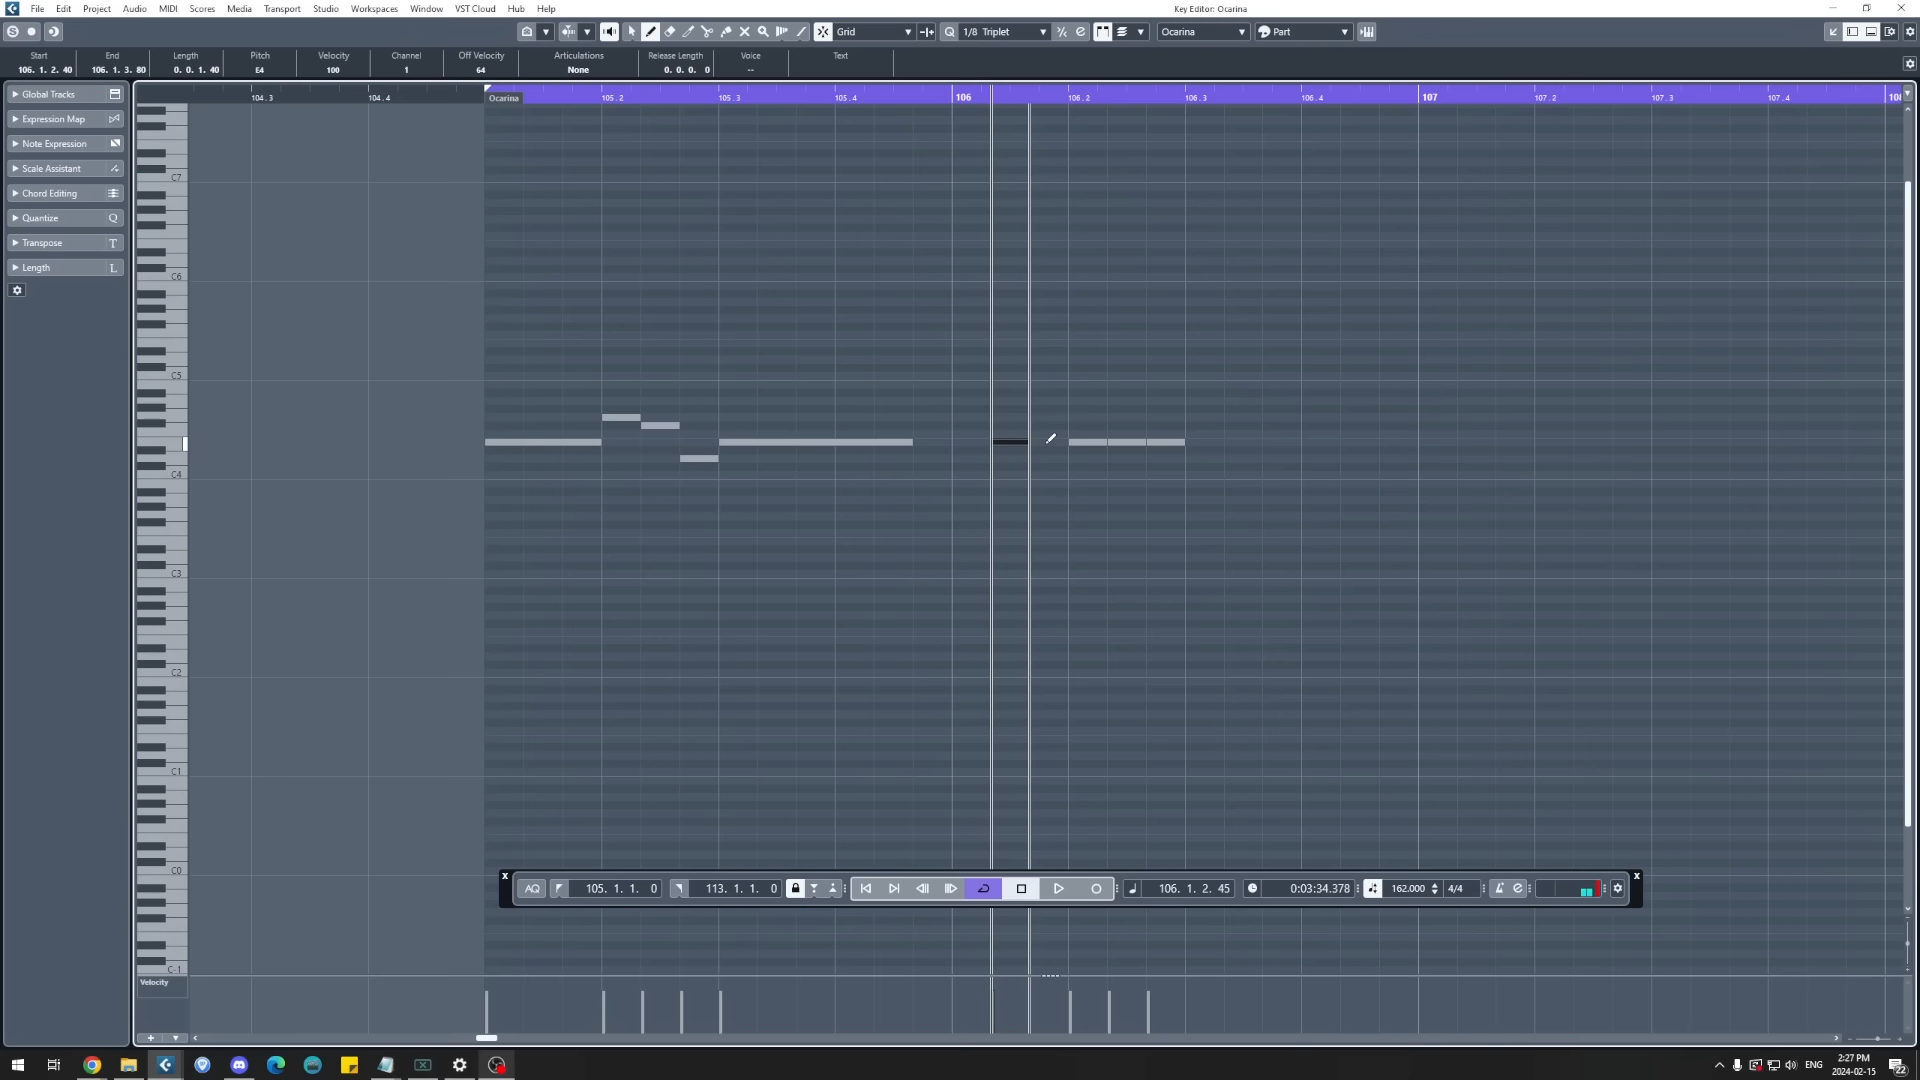 File Edit Project Audio MIDI Scores Media Transport Studio Workspaces Window VST Cloud Hub Help
Key Editor: Ocarina
Grid
1/8 Triplet
Ocarina
Part
Start End Length Pitch Velocity Channel Off Velocity Articulations Release Length Voice Text
106. 1. 2. 40 106. 1. 3. 80 0. 0. 1. 40 E4 100 1 64 None 0. 0. 0. 0 --
Global Tracks
Expression Map
Note Expression
Scale Assistant
Chord Editing
Quantize Q
Transpose T
Length L
104.3 104.4 Ocarina 105.2 105.3 105.4 106 106.2 106.3 106.4 107 107.2 107.3 107.4
C7
C6
C5
C4
C3
C2
C1
C0
C-1
AQ 105. 1. 1. 0 113. 1. 1. 0 106. 1. 2. 45 0:03:34.378 162.000 4/4
Velocity
ENG
2:27 PM
2024-02-15
22